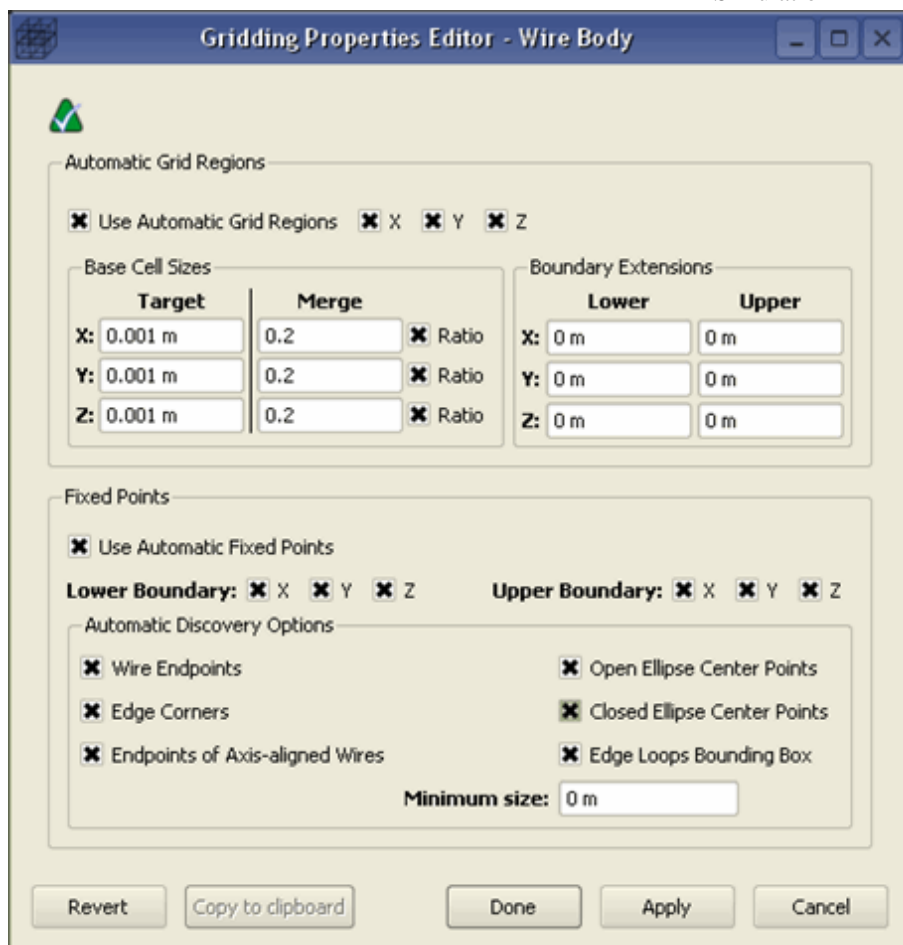 Gridding Properties Editor - Wire Body
Automatic Grid Regions
Use Automatic Grid Regions X Y Z
Base Cell Sizes
Target Merge
X: 0.001 m 0.2 Ratio
Y: 0.001 m 0.2 Ratio
Z: 0.001 m 0.2 Ratio
Boundary Extensions
Lower Upper
X: 0 m 0 m
Y: 0 m 0 m
Z: 0 m 0 m
Fixed Points
Use Automatic Fixed Points
Lower Boundary: X Y Z Upper Boundary: X Y Z
Automatic Discovery Options
Wire Endpoints Open Ellipse Center Points
Edge Corners Closed Ellipse Center Points
Endpoints of Axis-aligned Wires Edge Loops Bounding Box
Minimum size: 0 m
Revert Copy to clipboard Done Apply Cancel